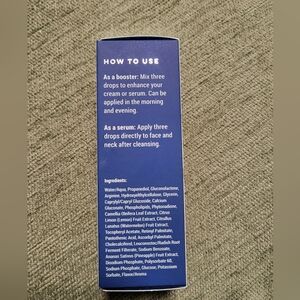 HOW TO USE
As a booster: Mix three
drops to enhance your
cream or serum. Can be
applied in the morning
and evening.
As a serum: Apply three
drops directly to face and
neck after cleansing.
Ingredients:
Water/Aqua, Propanediol, Gluconolactone,
Arginine, Hydroxyethylcellulose, Glycerin,
Caprylyl/Capryl Glucoside, Calcium
Gluconate, Phospholipids, Phytonadione,
Camellia Oleifera Leaf Extract, Citrus
Limon (Lemon) Fruit Extract, Citrullus
Lanatus (Watermelon) Fruit Extract,
Tocopheryl Acetate, Retinyl Palmitate,
Pantothenic Acid, Ascorbyl Palmitate,
Cholecalciferol, Leuconostoc/Radish Root
Ferment Filtrate, Sodium Benzoate,
Ananas Sativus (Pineapple) Fruit Extract,
Disodium Phosphate, Polysorbate 60,
Sodium Phosphate, Glucose, Potassium
Sorbate, Flavor/Aroma